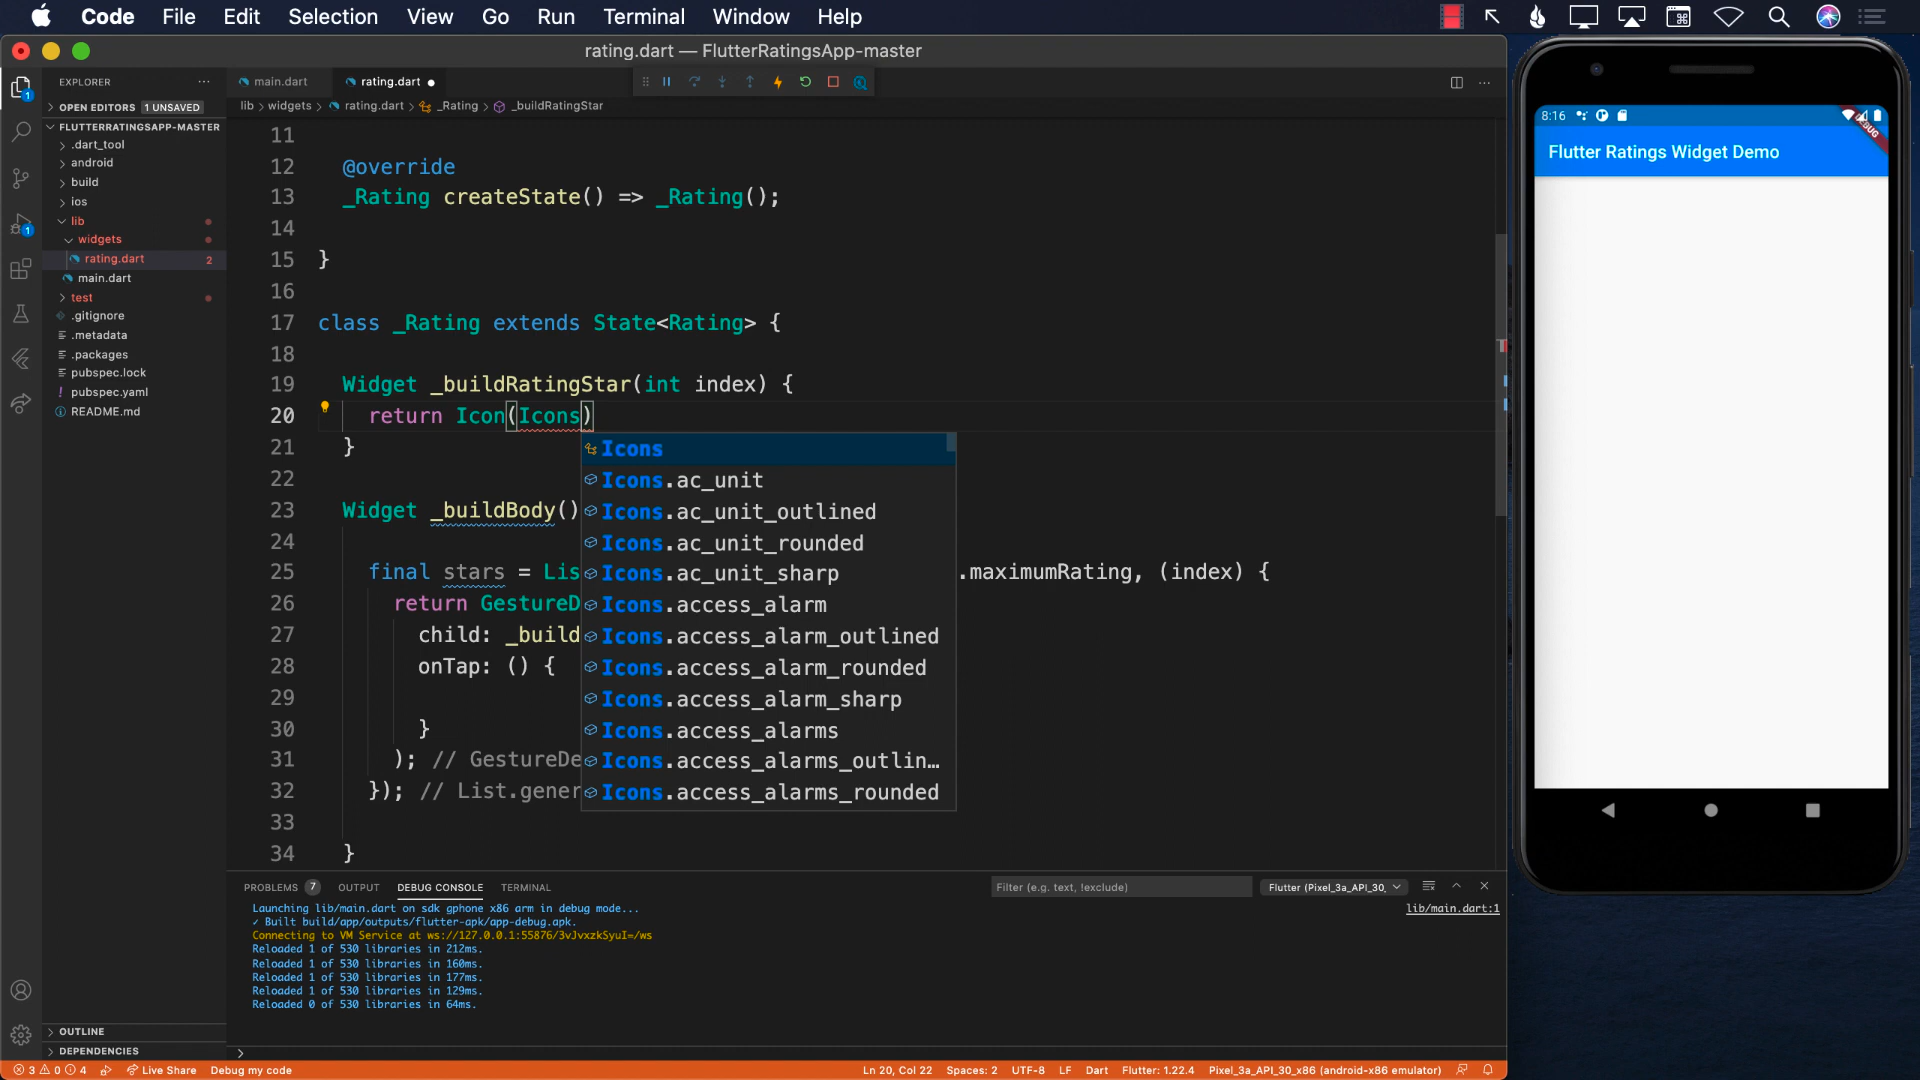 Code File Edit Selection View Go Run Terminal Window Help
rating.dart — FlutterRatingsApp-master
EXPLORER
OPEN EDITORS 1 UNSAVED
FLUTTERRATINGSAPP-MASTER
.dart_tool
android
build
ios
lib
widgets
rating.dart 2
main.dart
test
.gitignore
.metadata
.packages
pubspec.lock
pubspec.yaml
README.md
OUTLINE
DEPENDENCIES
main.dart rating.dart
lib > widgets > rating.dart > _Rating > _buildRatingStar
11
12 @override
13 _Rating createState() => _Rating();
14
15 }
16
17 class _Rating extends State<Rating> {
18
19 Widget _buildRatingStar(int index) {
20 return Icon(Icons)
21 }
22
23 Widget _buildBody()
24
25 final stars = Lis .maximumRating, (index) {
26 return GestureD
27 child: _build
28 onTap: () {
29
30 }
31 ); // GestureDe
32 }); // List.gener
33
34 }
Icons
Icons.ac_unit
Icons.ac_unit_outlined
Icons.ac_unit_rounded
Icons.ac_unit_sharp
Icons.access_alarm
Icons.access_alarm_outlined
Icons.access_alarm_rounded
Icons.access_alarm_sharp
Icons.access_alarms
Icons.access_alarms_outlin…
Icons.access_alarms_rounded
PROBLEMS 7 OUTPUT DEBUG CONSOLE TERMINAL
Filter (e.g. text, !exclude)
Flutter (Pixel_3a_API_30_
Launching lib/main.dart on sdk gphone x86 arm in debug mode...
lib/main.dart:1
✓ Built build/app/outputs/flutter-apk/app-debug.apk.
Connecting to VM Service at ws://127.0.0.1:55876/3vJvxzkSyuI=/ws
Reloaded 1 of 530 libraries in 212ms.
Reloaded 1 of 530 libraries in 160ms.
Reloaded 1 of 530 libraries in 177ms.
Reloaded 1 of 530 libraries in 129ms.
Reloaded 0 of 530 libraries in 64ms.
3 0 4 Live Share Debug my code
Ln 20, Col 22 Spaces: 2 UTF-8 LF Dart Flutter: 1.22.4 Pixel_3a_API_30_x86 (android-x86 emulator)
8:16
DEBUG
Flutter Ratings Widget Demo